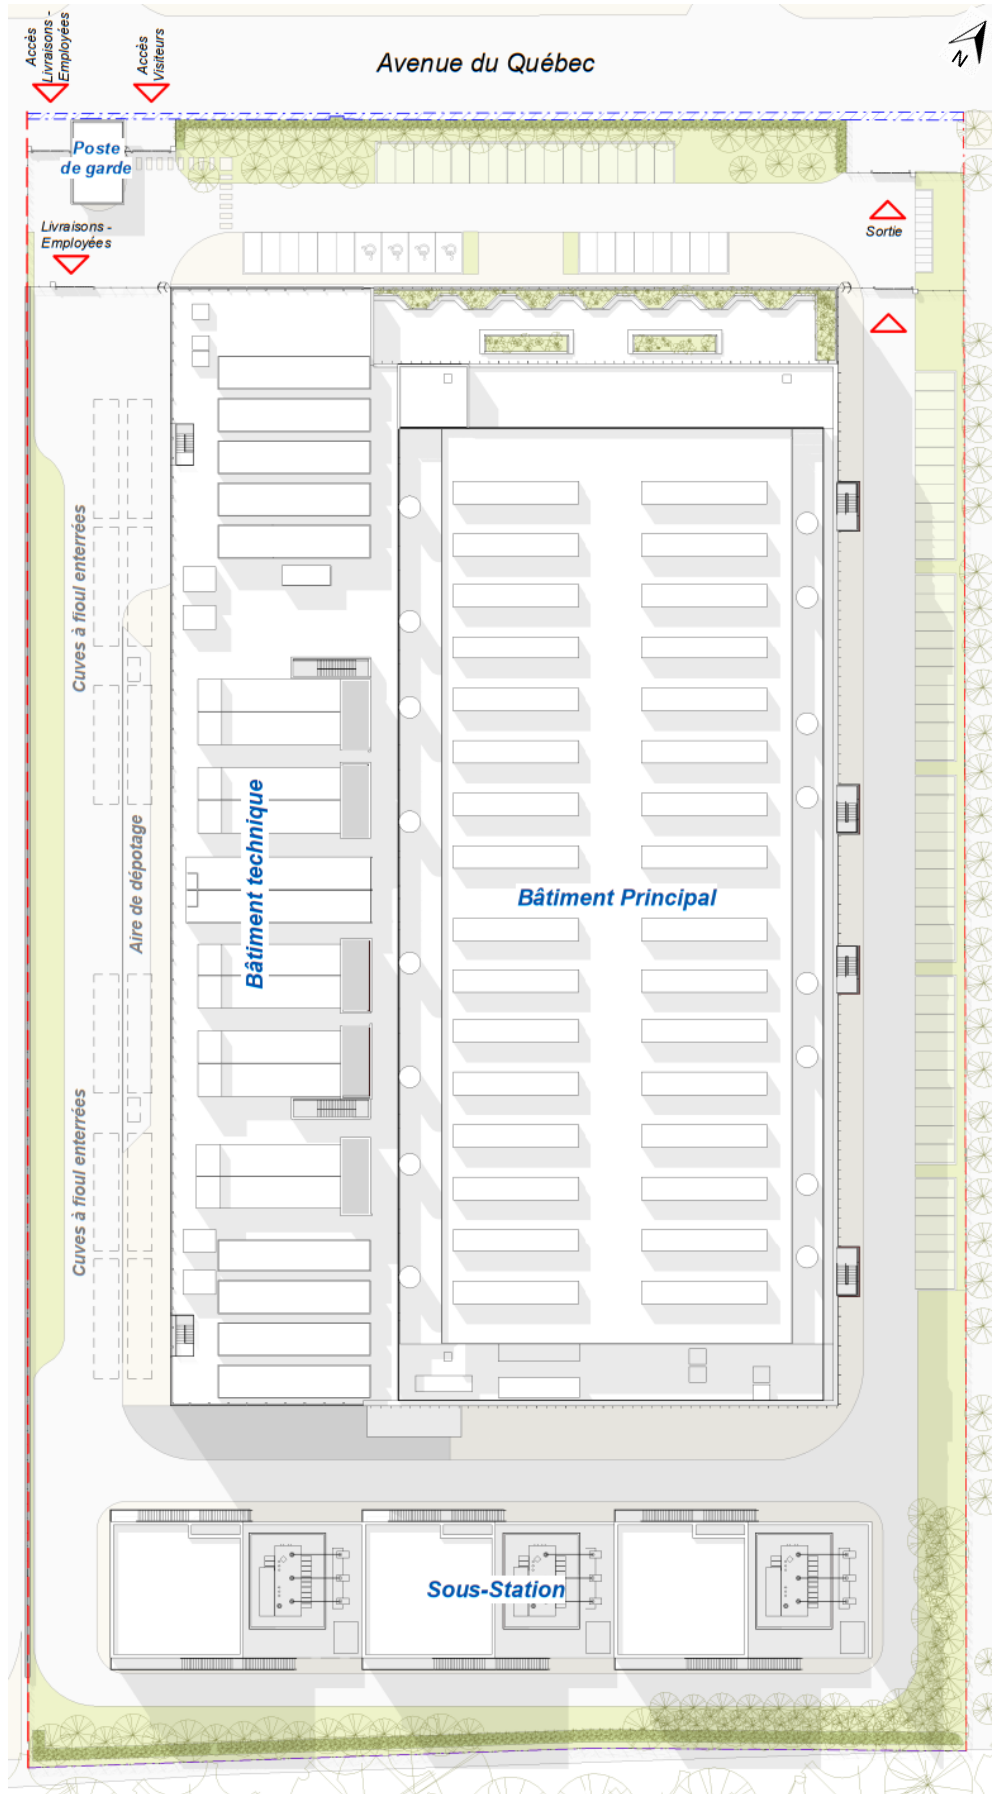 Accès
Livraisons -
Employées
Accès
Visiteurs
Avenue du Québec
N
Poste
de garde
Livraisons -
Employées
Sortie
Cuves à fioul enterrées
Aire de dépotage
Bâtiment technique
Bâtiment Principal
Cuves à fioul enterrées
Sous-Station